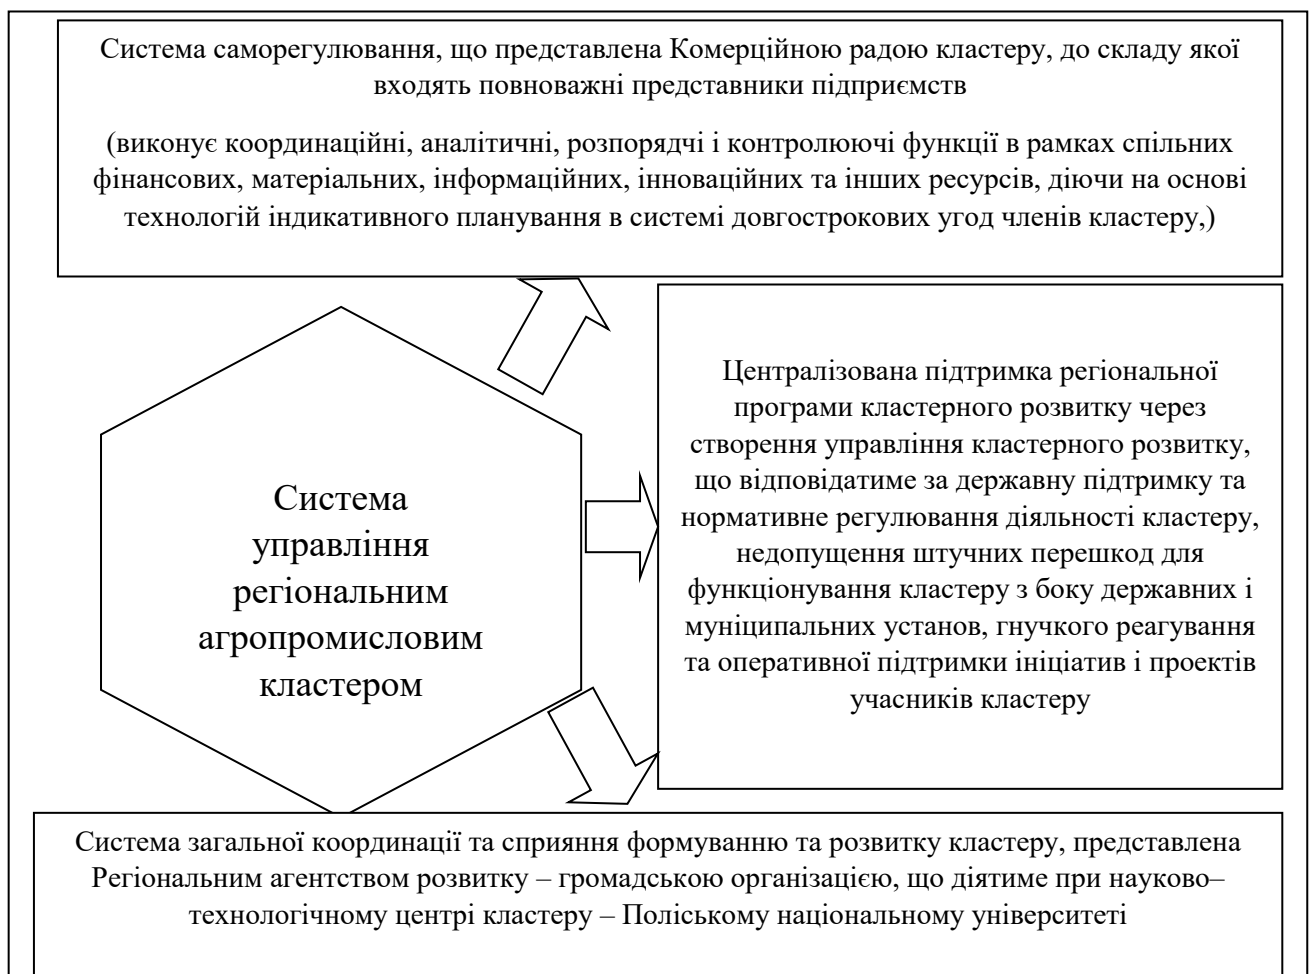 Система саморегулювання, що представлена Комерційною радою кластеру, до складу якої
входять повноважні представники підприємств
(виконує координаційні, аналітичні, розпорядчі і контролюючі функції в рамках спільних
фінансових, матеріальних, інформаційних, інноваційних та інших ресурсів, діючи на основі
технологій індикативного планування в системі довгострокових угод членів кластеру,)
Система
управління
регіональним
агропромисловим
кластером
Централізована підтримка регіональної
програми кластерного розвитку через
створення управління кластерного розвитку,
що відповідатиме за державну підтримку та
нормативне регулювання діяльності кластеру,
недопущення штучних перешкод для
функціонування кластеру з боку державних і
муніципальних установ, гнучкого реагування
та оперативної підтримки ініціатив і проектів
учасників кластеру
Система загальної координації та сприяння формуванню та розвитку кластеру, представлена
Регіональним агентством розвитку – громадською організацією, що діятиме при науково–
технологічному центрі кластеру – Поліському національному університеті